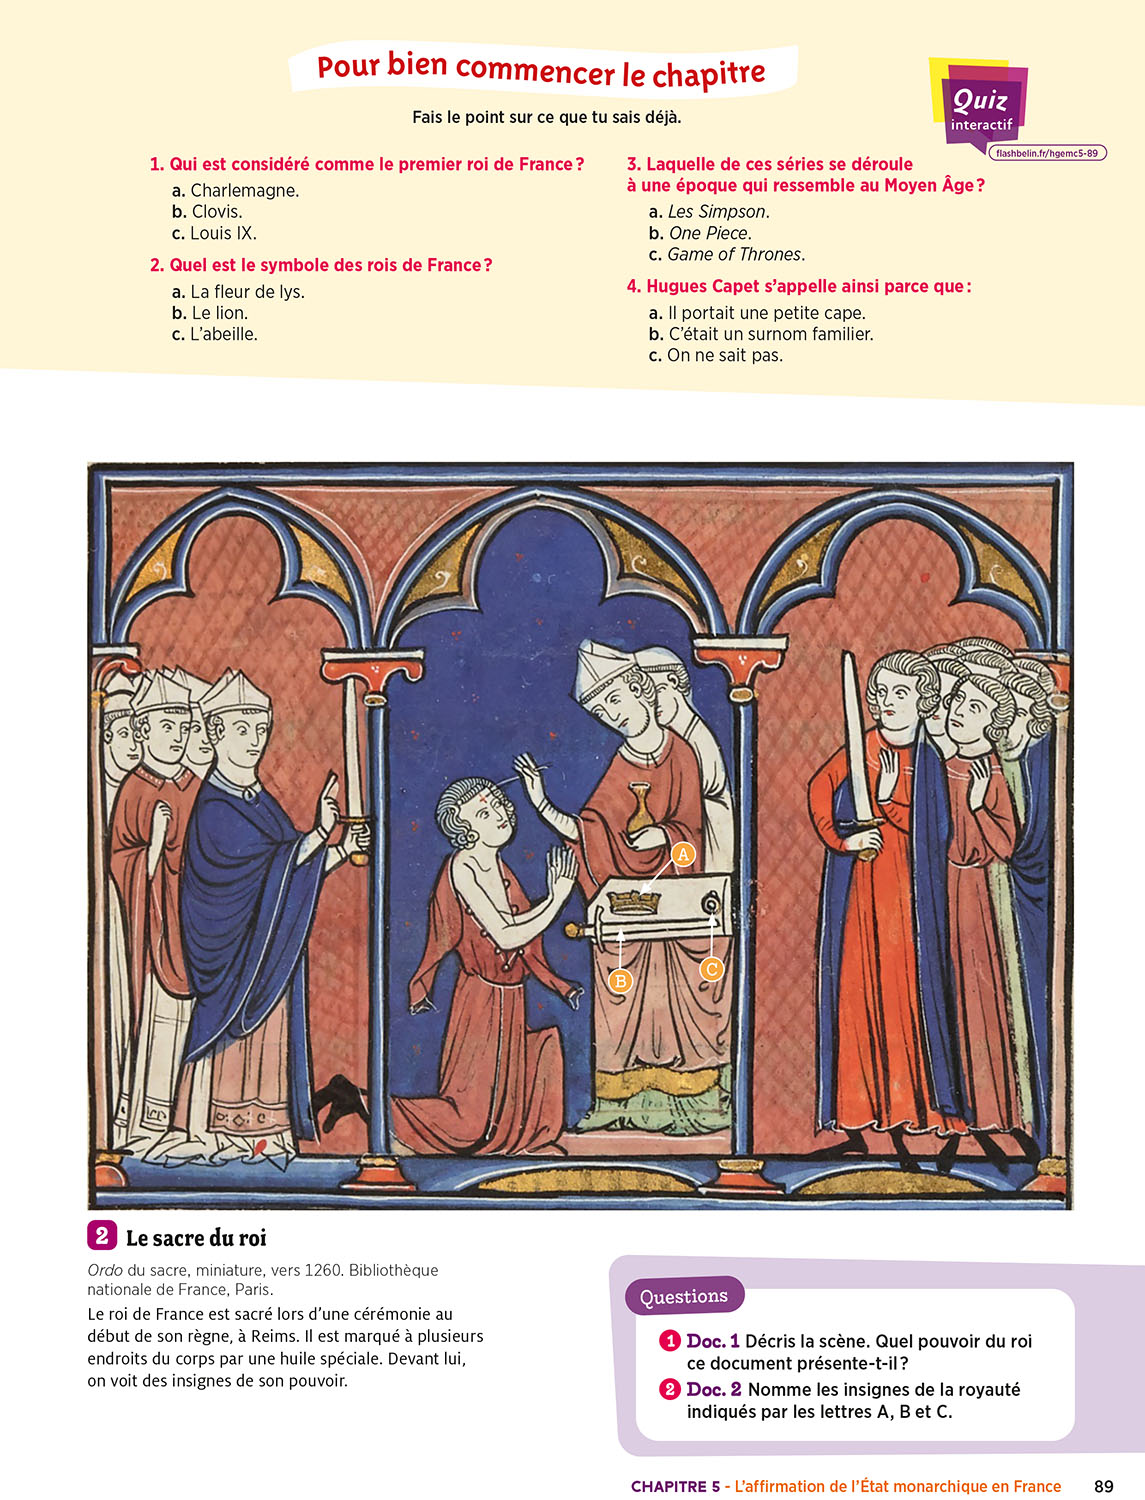 Pour bien commencer le chapitre
Fais le point sur ce que tu sais déjà.
Quiz
interactif
flashbelin.fr/hgemc5-89
1. Qui est considéré comme le premier roi de France ?
a. Charlemagne.
b. Clovis.
c. Louis IX.
2. Quel est le symbole des rois de France ?
a. La fleur de lys.
b. Le lion.
c. L’abeille.
3. Laquelle de ces séries se déroule
à une époque qui ressemble au Moyen Âge ?
a. Les Simpson.
b. One Piece.
c. Game of Thrones.
4. Hugues Capet s’appelle ainsi parce que :
a. Il portait une petite cape.
b. C’était un surnom familier.
c. On ne sait pas.
A
B
C
2 Le sacre du roi
Ordo du sacre, miniature, vers 1260. Bibliothèque
nationale de France, Paris.
Le roi de France est sacré lors d’une cérémonie au
début de son règne, à Reims. Il est marqué à plusieurs
endroits du corps par une huile spéciale. Devant lui,
on voit des insignes de son pouvoir.
Questions
1 Doc. 1 Décris la scène. Quel pouvoir du roi
ce document présente-t-il ?
2 Doc. 2 Nomme les insignes de la royauté
indiqués par les lettres A, B et C.
CHAPITRE 5 - L’affirmation de l’État monarchique en France 89